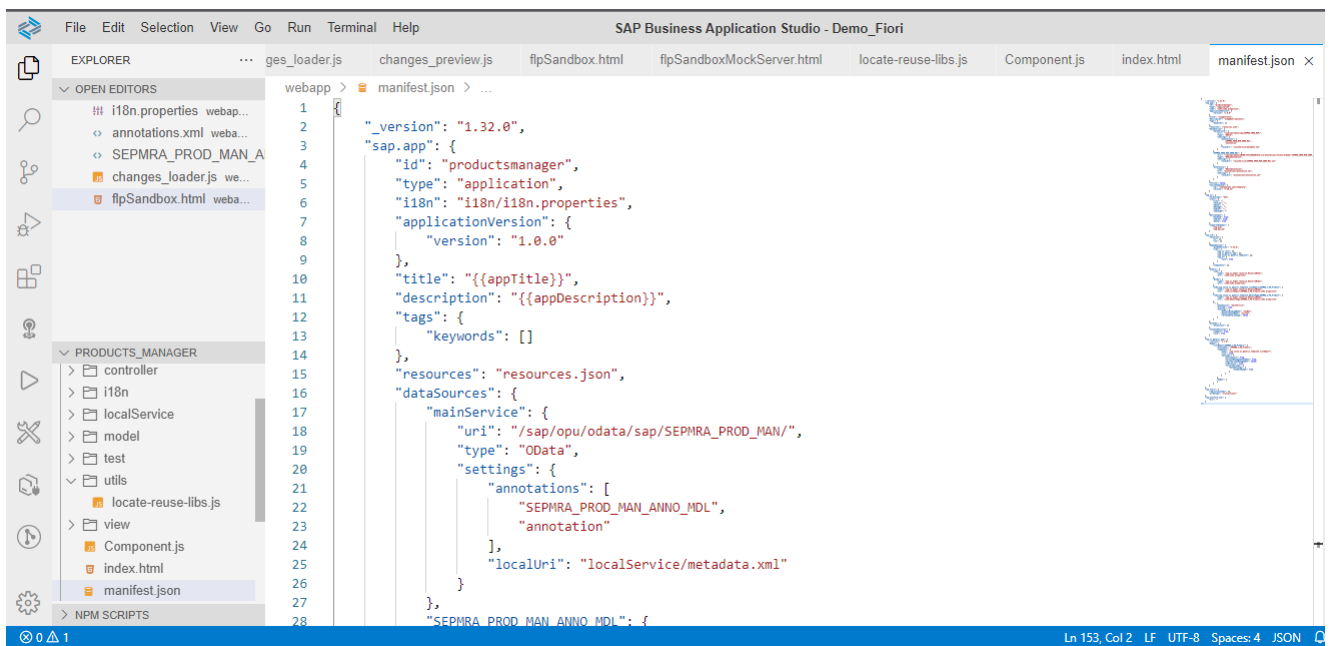 File Edit Selection View Go Run Terminal Help SAP Business Application Studio - Demo_Fiori
EXPLORER ... ges_loader.js changes_preview.js flpSandbox.html flpSandboxMockServer.html locate-reuse-libs.js Component.js index.html manifest.json ×
OPEN EDITORS
i18n.properties webap...
annotations.xml weba...
SEPMRA_PROD_MAN_A
changes_loader.js we...
flpSandbox.html weba...
PRODUCTS_MANAGER
controller
i18n
localService
model
test
utils
locate-reuse-libs.js
view
Component.js
index.html
manifest.json
NPM SCRIPTS
webapp > manifest.json > ...
1 {
2 "_version": "1.32.0",
3 "sap.app": {
4 "id": "productsmanager",
5 "type": "application",
6 "i18n": "i18n/i18n.properties",
7 "applicationVersion": {
8 "version": "1.0.0"
9 },
10 "title": "{{appTitle}}",
11 "description": "{{appDescription}}",
12 "tags": {
13 "keywords": []
14 },
15 "resources": "resources.json",
16 "dataSources": {
17 "mainService": {
18 "uri": "/sap/opu/odata/sap/SEPMRA_PROD_MAN/",
19 "type": "OData",
20 "settings": {
21 "annotations": [
22 "SEPMRA_PROD_MAN_ANNO_MDL",
23 "annotation"
24 ],
25 "localUri": "localService/metadata.xml"
26 }
27 },
28 "SEPMRA_PROD_MAN_ANNO_MDL": {
0 1 Ln 153, Col 2 LF UTF-8 Spaces: 4 JSON